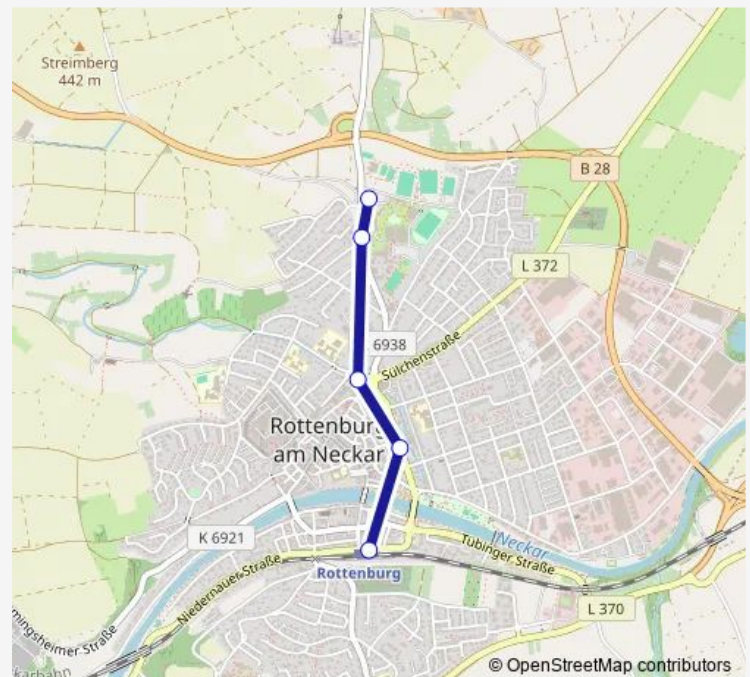 Streimberg
442 m
B 28
L 372
6938
Sülchenstraße
Rottenburg
am Neckar
K 6921
Neckar
Tübinger Straße
Niedernauer Straße
Rottenburg
L 370
© OpenStreetMap contributors